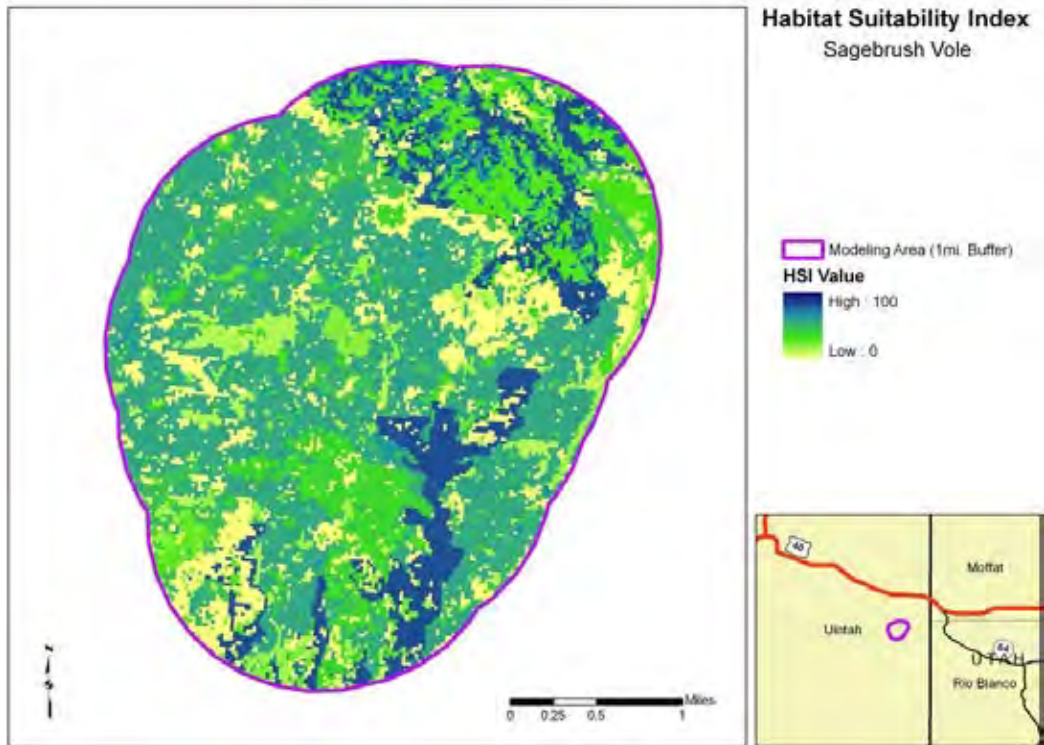 Habitat Suitability Index
Sagebrush Vole
Modeling Area (1mi. Buffer)
HSI Value
High : 100
Low : 0
Miles
0 0.25 0.5 1
40
Moffat
Uintah
64
UTAH
Rio Blanco